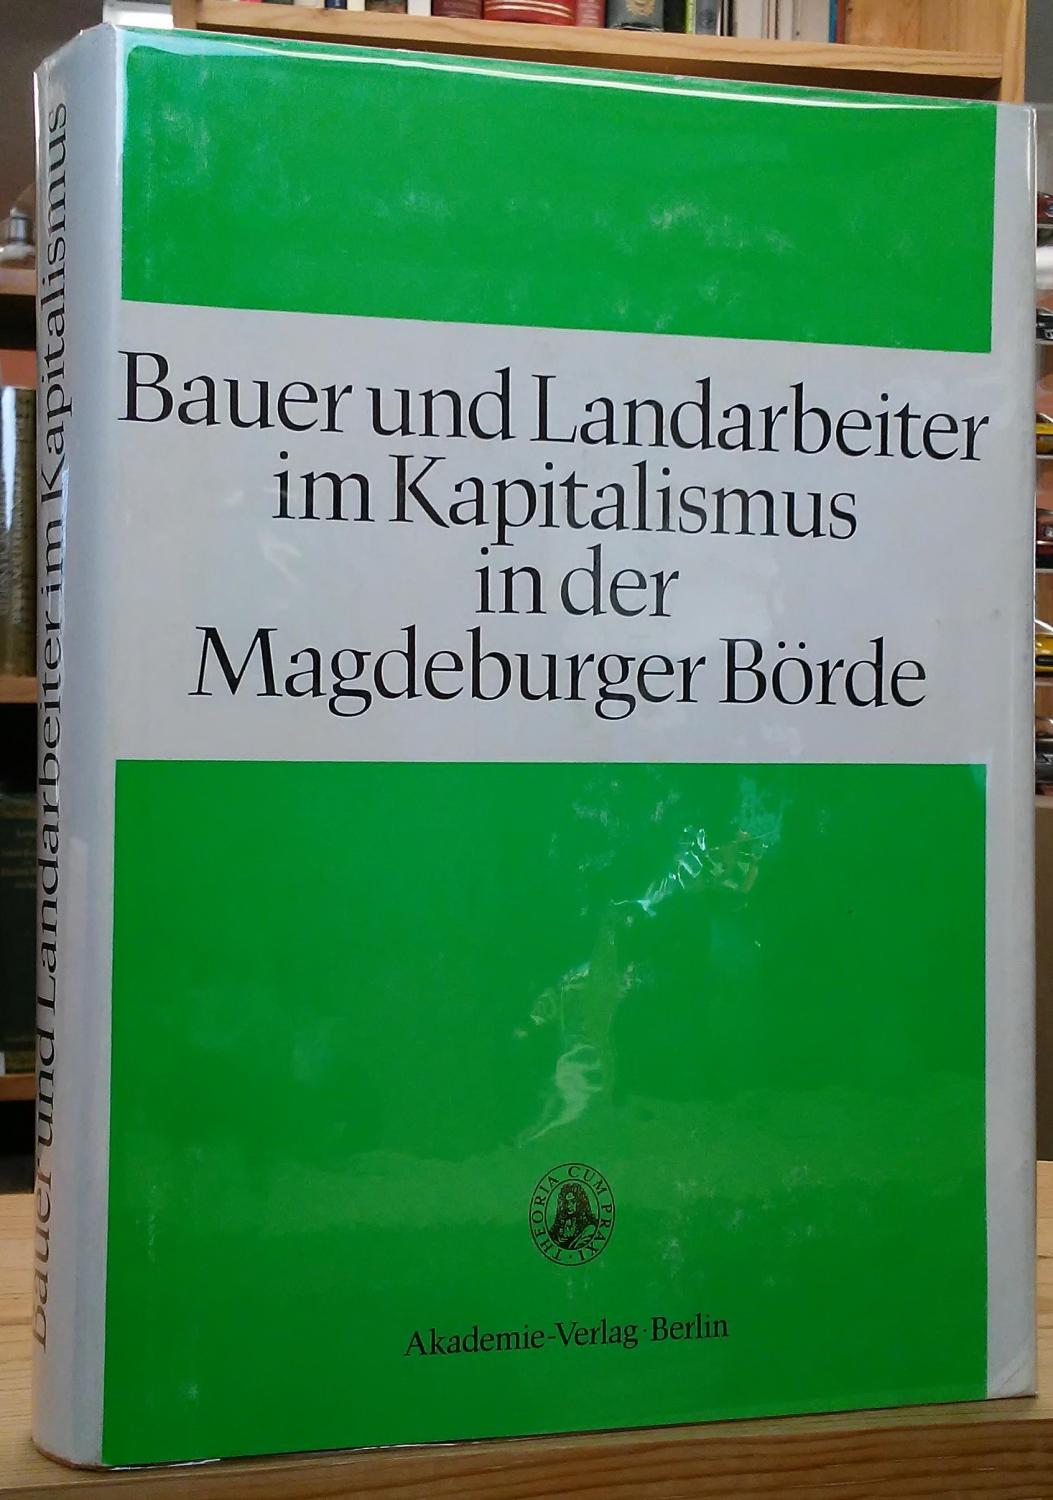 Bauer und Landarbeiter im Kapitalismus
Bauer und Landarbeiter
im Kapitalismus
in der
Magdeburger Börde
THEORIA CUM PRAXI
Akademie-Verlag · Berlin